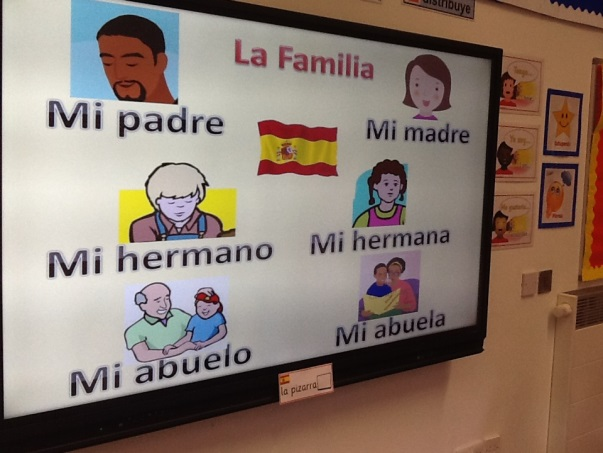 distribuye
La Familia
Mi padre
Mi madre
Mi hermano
Mi hermana
Mi abuelo
Mi abuela
la pizarra